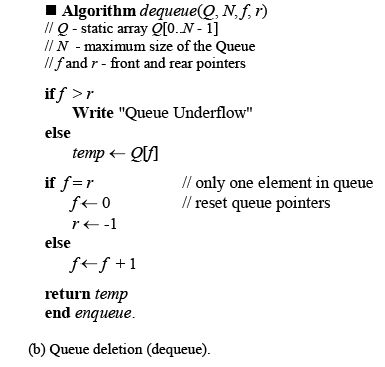 ■ Algorithm dequeue(Q, N, f, r)
// Q - static array Q[0..N - 1]
// N - maximum size of the Queue
// f and r - front and rear pointers
if f > r
Write "Queue Underflow"
else
temp ← Q[f]
if f = r // only one element in queue
f ← 0 // reset queue pointers
r ← -1
else
f ← f + 1
return temp
end enqueue.
(b) Queue deletion (dequeue).